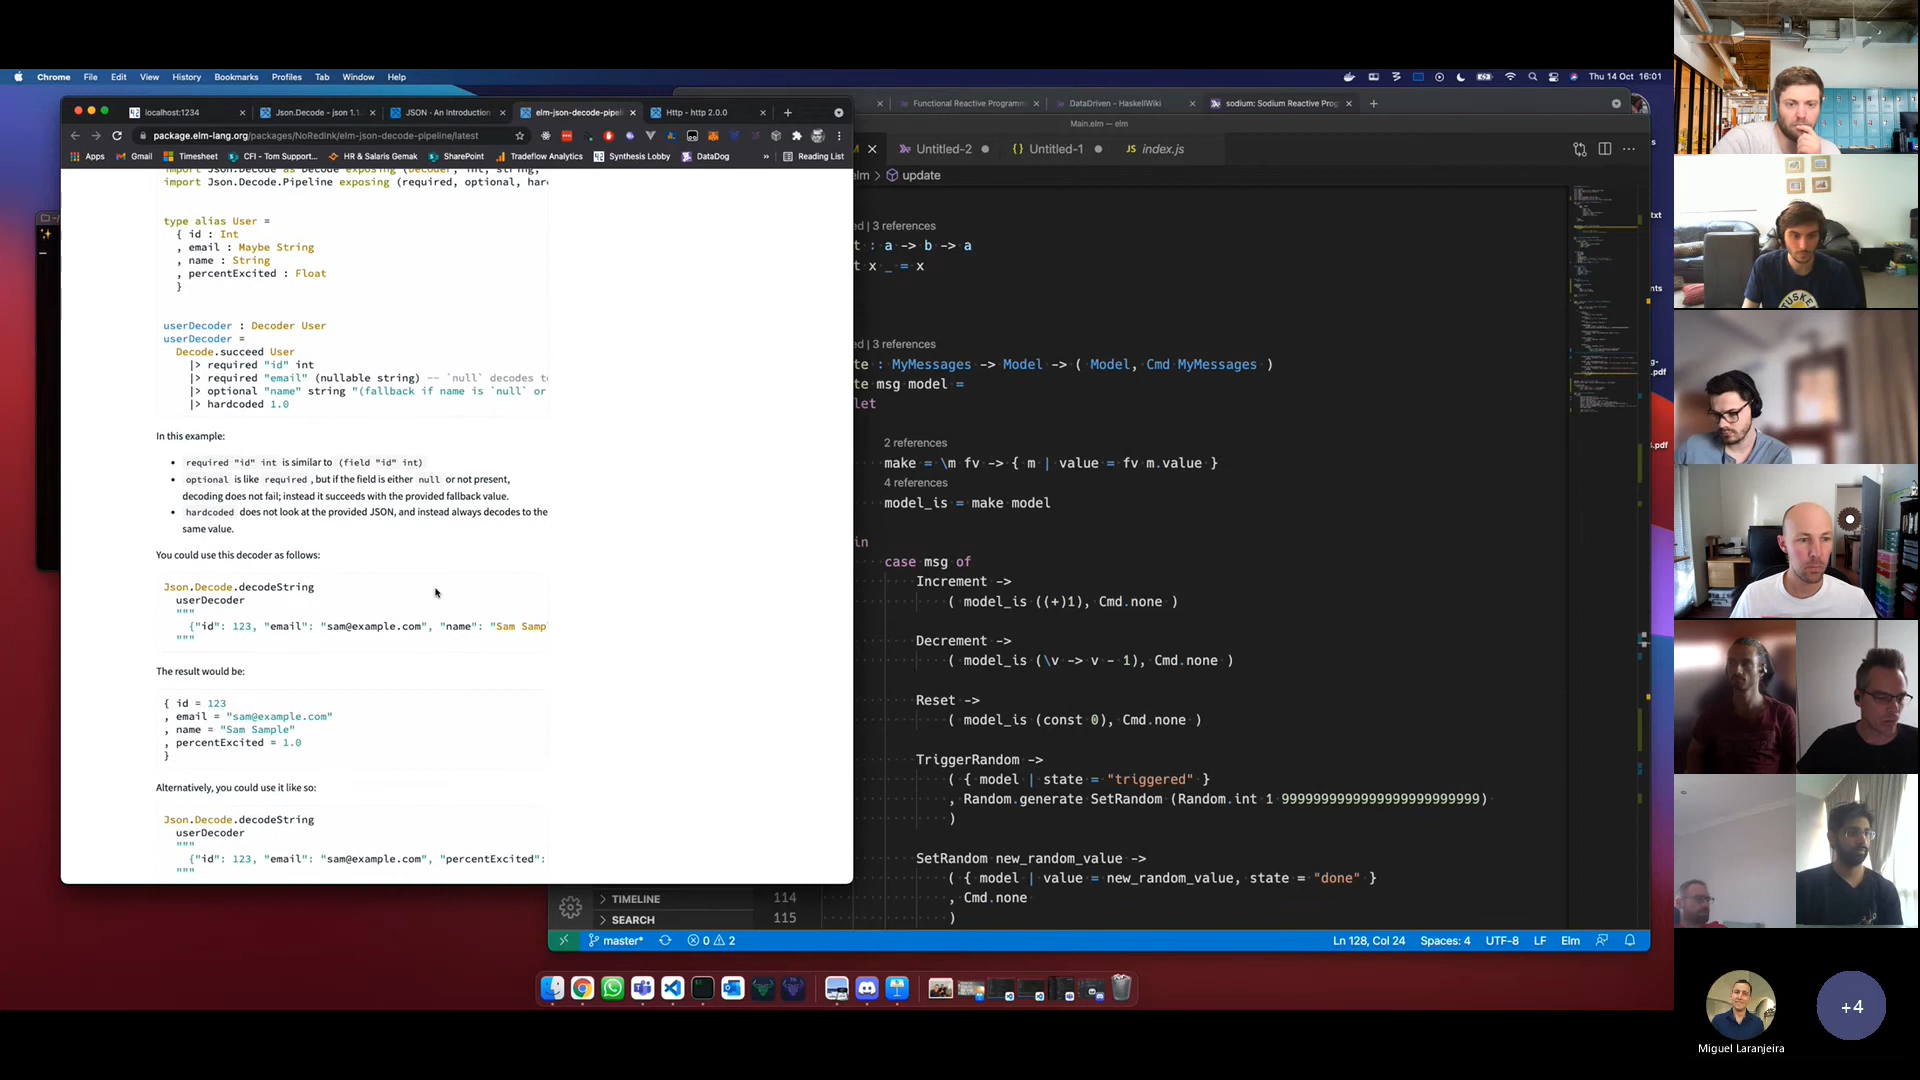 Chrome File Edit View History Bookmarks Profiles Tab Window Help
Thu 14 Oct 16:01
localhost:1234
Json.Decode - json 1.1.
JSON · An Introduction
elm-json-decode-pipeli
Http - http 2.0.0
package.elm-lang.org/packages/NoRedInk/elm-json-decode-pipeline/latest
Apps Gmail Timesheet CFI - Tom Support... HR & Salaris Gemak SharePoint Tradeflow Analytics Synthesis Lobby DataDog » Reading List
import Json.Decode as Decode exposing (Decoder, int, string,
import Json.Decode.Pipeline exposing (required, optional, har
type alias User =
{ id : Int
, email : Maybe String
, name : String
, percentExcited : Float
}
userDecoder : Decoder User
userDecoder =
Decode.succeed User
|> required "id" int
|> required "email" (nullable string) -- `null` decodes to
|> optional "name" string "(fallback if name is `null` or
|> hardcoded 1.0
In this example:
• required "id" int is similar to (field "id" int)
• optional is like required , but if the field is either null or not present,
decoding does not fail; instead it succeeds with the provided fallback value.
• hardcoded does not look at the provided JSON, and instead always decodes to the
same value.
You could use this decoder as follows:
Json.Decode.decodeString
userDecoder
"""
{"id": 123, "email": "sam@example.com", "name": "Sam Samp
"""
The result would be:
{ id = 123
, email = "sam@example.com"
, name = "Sam Sample"
, percentExcited = 1.0
}
Alternatively, you could use it like so:
Json.Decode.decodeString
userDecoder
"""
{"id": 123, "email": "sam@example.com", "percentExcited":
"""
Functional Reactive Programm
DataDriven - HaskellWiki
sodium: Sodium Reactive Prog
Main.elm — elm
Untitled-2
{ } Untitled-1
JS index.js
elm > update
ed | 3 references
t : a -> b -> a
t x _ = x
d | 3 references
te : MyMessages -> Model -> ( Model, Cmd MyMessages )
te msg model =
let
2 references
make = \m fv -> { m | value = fv m.value }
4 references
model_is = make model
in
case msg of
Increment ->
( model_is ((+)1), Cmd.none )
Decrement ->
( model_is (\v -> v - 1), Cmd.none )
Reset ->
( model_is (const 0), Cmd.none )
TriggerRandom ->
( { model | state = "triggered" }
, Random.generate SetRandom (Random.int 1 9999999999999999999999999)
)
SetRandom new_random_value ->
( { model | value = new_random_value, state = "done" }
114 , Cmd.none
115 )
> TIMELINE
> SEARCH
master* 0 2
Ln 128, Col 24 Spaces: 4 UTF-8 LF Elm
Miguel Laranjeira
+4